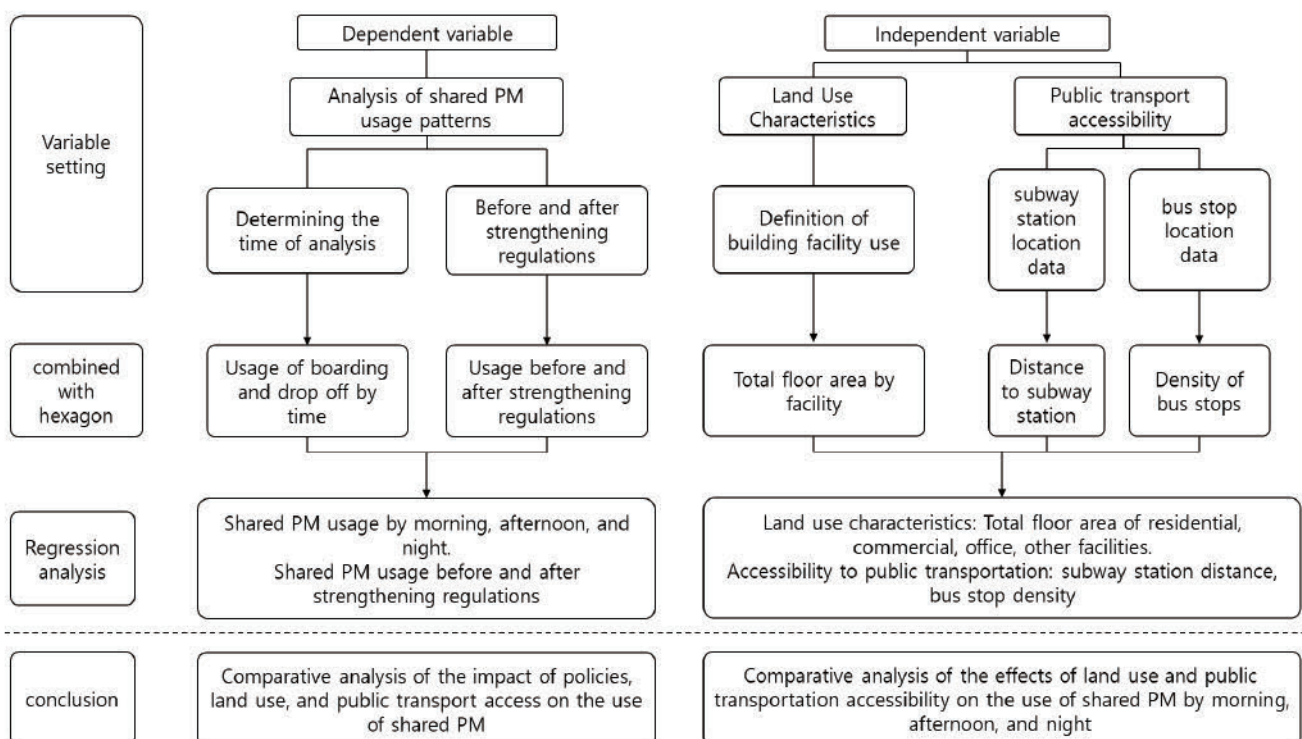 Variable
setting
Dependent variable
Analysis of shared PM
usage patterns
Determining the
time of analysis
Before and after
strengthening
regulations
Independent variable
Land Use
Characteristics
Public transport
accessibility
Definition of
building facility use
subway
station
location
data
bus stop
location
data
combined
with
hexagon
Usage of boarding
and drop off by
time
Usage before and
after strengthening
regulations
Total floor area by
facility
Distance
to subway
station
Density of
bus stops
Regression
analysis
Shared PM usage by morning, afternoon, and
night.
Shared PM usage before and after
strengthening regulations
Land use characteristics: Total floor area of residential,
commercial, office, other facilities.
Accessibility to public transportation: subway station distance,
bus stop density
conclusion
Comparative analysis of the impact of policies,
land use, and public transport access on the use
of shared PM
Comparative analysis of the effects of land use and public
transportation accessibility on the use of shared PM by morning,
afternoon, and night